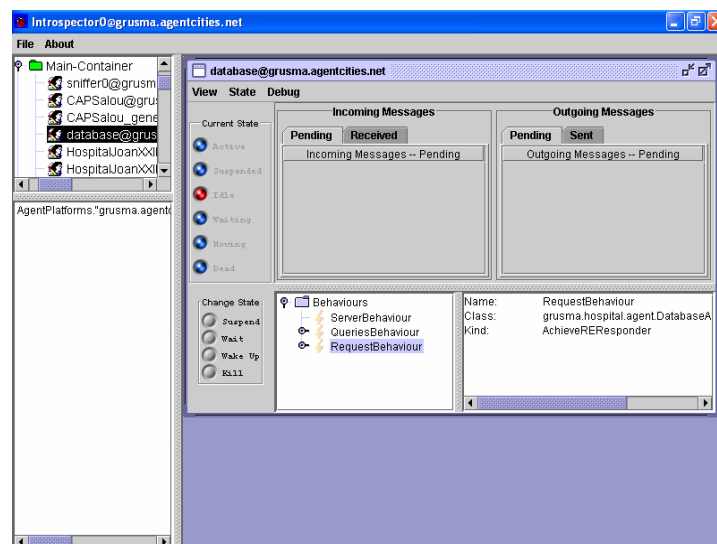 Introspector0@grusma.agentcities.net
File About
Main-Container
sniffer0@grusm
CAPSalou@grus
CAPSalou_gene
database@grus
HospitalJoanXXII
HospitalJoanXXII
AgentPlatforms."grusma.agent
database@grusma.agentcities.net
View State Debug
Current State
Active
Suspended
Idle
Waiting
Moving
Dead
Incoming Messages
Pending Received
Incoming Messages -- Pending
Outgoing Messages
Pending Sent
Outgoing Messages -- Pending
Change State
Suspend
Wait
Wake Up
Kill
Behaviours
ServerBehaviour
QueriesBehaviour
RequestBehaviour
Name: RequestBehaviour
Class: grusma.hospital.agent.DatabaseA
Kind: AchieveREResponder